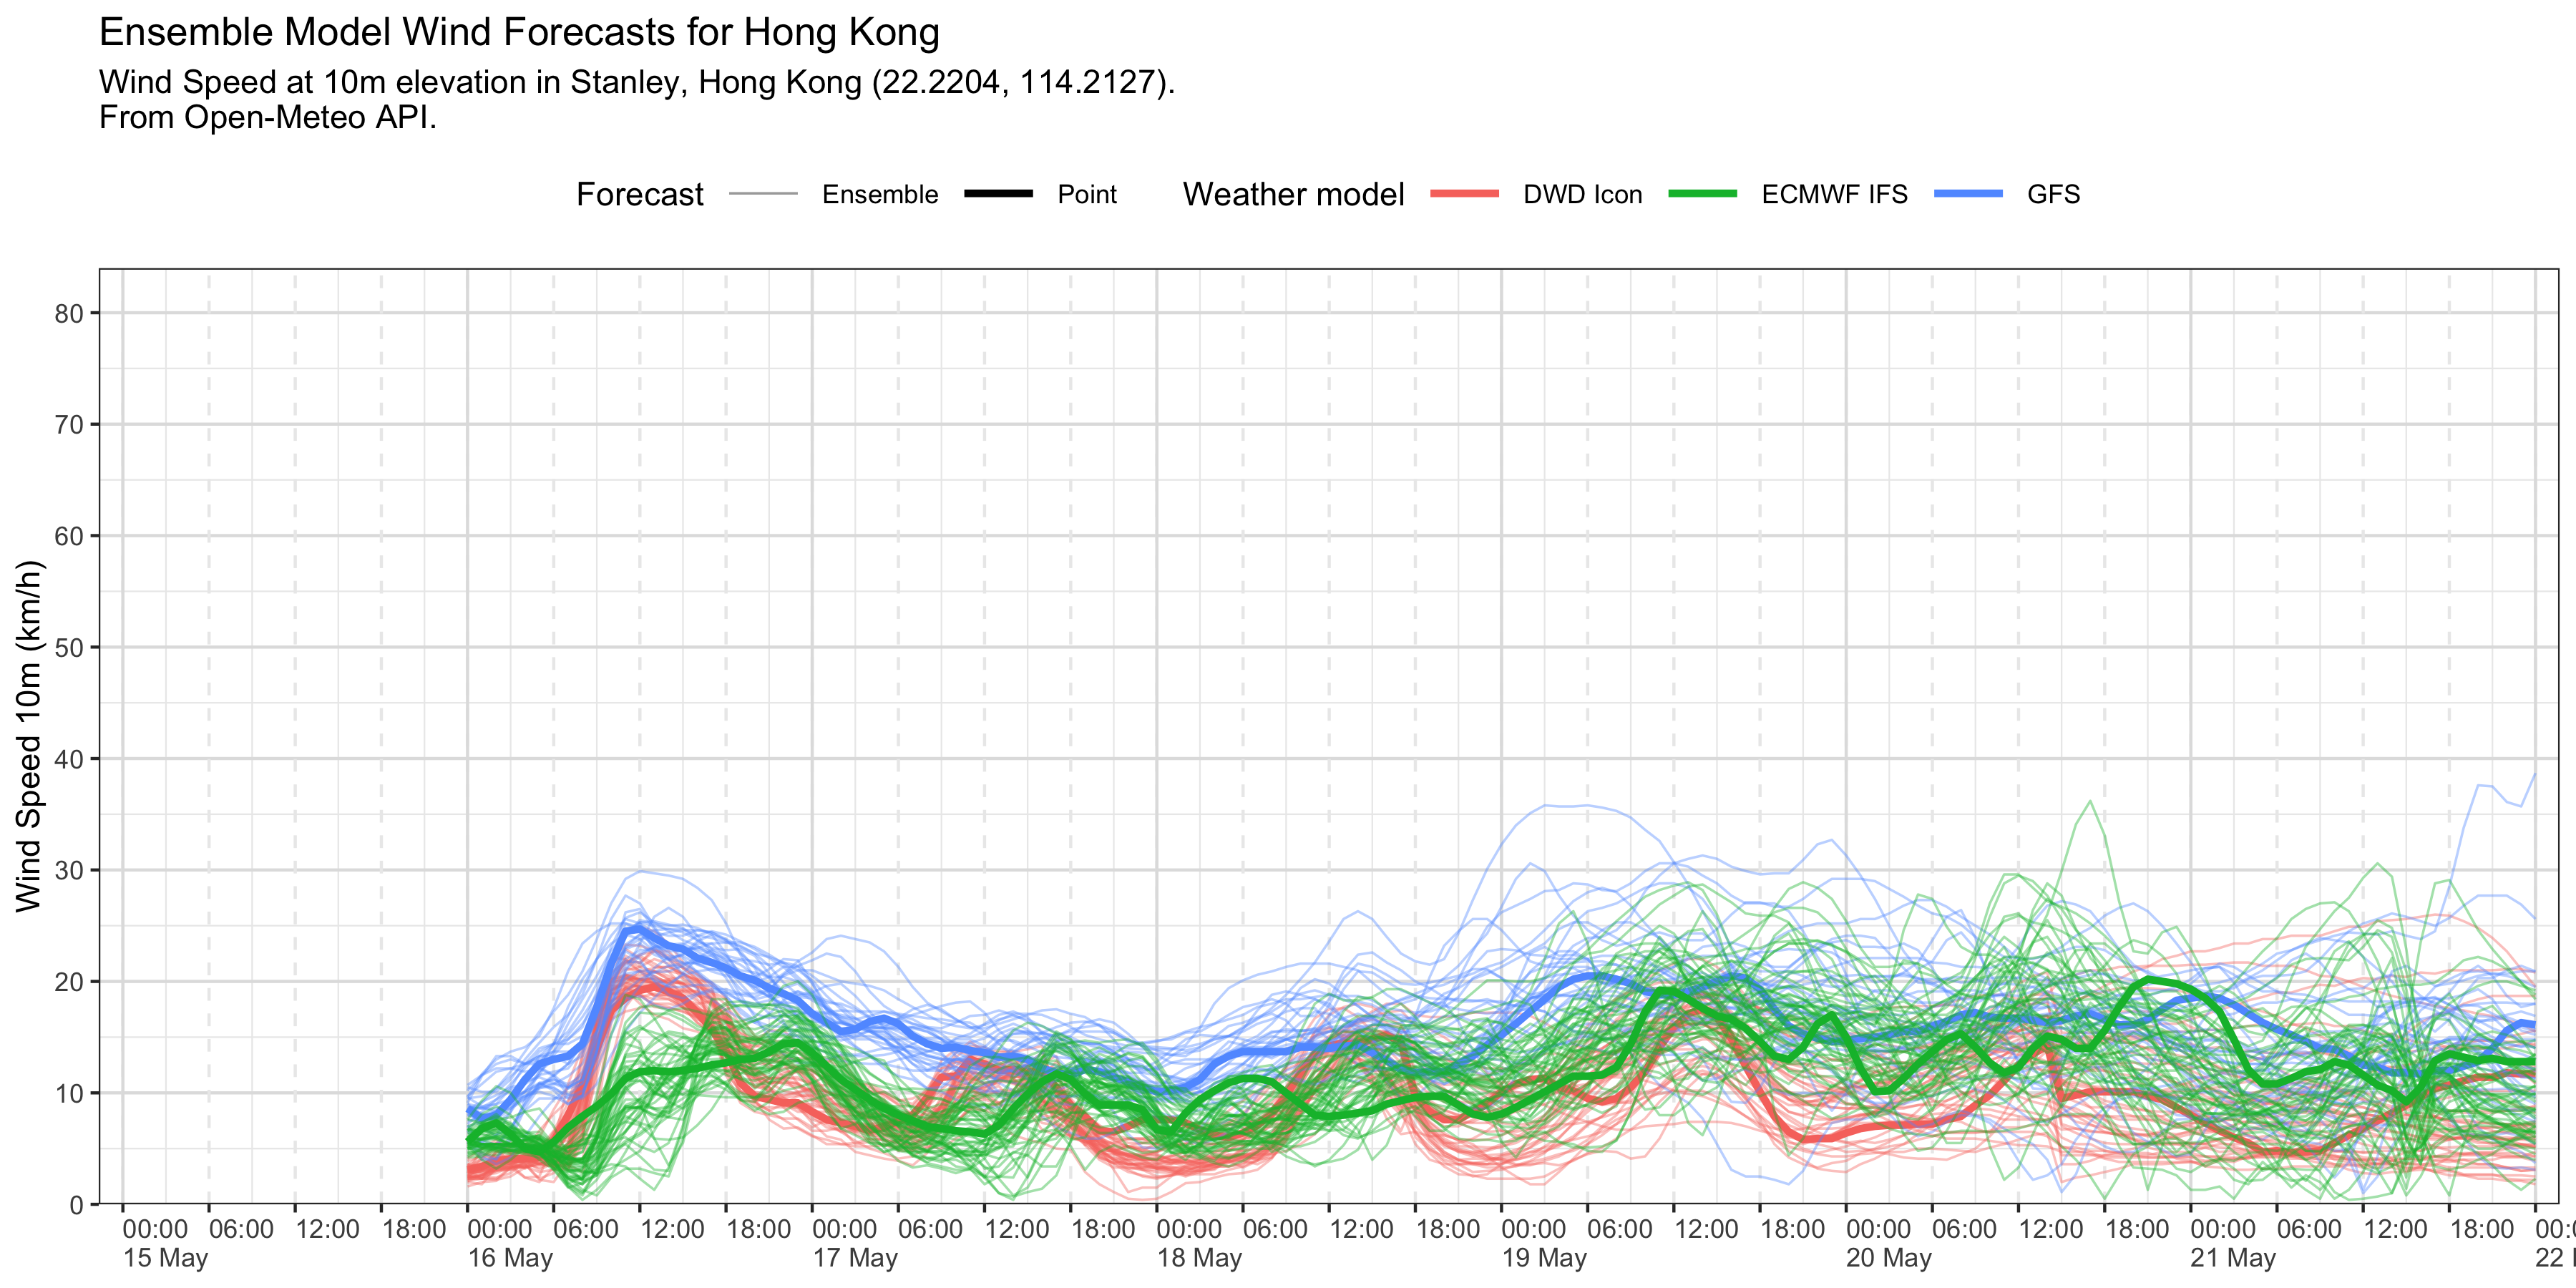 Ensemble Model Wind Forecasts for Hong Kong
Wind Speed at 10m elevation in Stanley, Hong Kong (22.2204, 114.2127).
From Open-Meteo API.
Forecast Ensemble Point Weather model DWD Icon ECMWF IFS GFS
Wind Speed 10m (km/h)
80
70
60
50
40
30
20
10
0
00:00 06:00 12:00 18:00 00:00 06:00 12:00 18:00 00:00 06:00 12:00 18:00 00:00 06:00 12:00 18:00 00:00 06:00 12:00 18:00 00:00 06:00 12:00 18:00 00:00 06:00 12:00 18:00
15 May 16 May 17 May 18 May 19 May 20 May 21 May 22